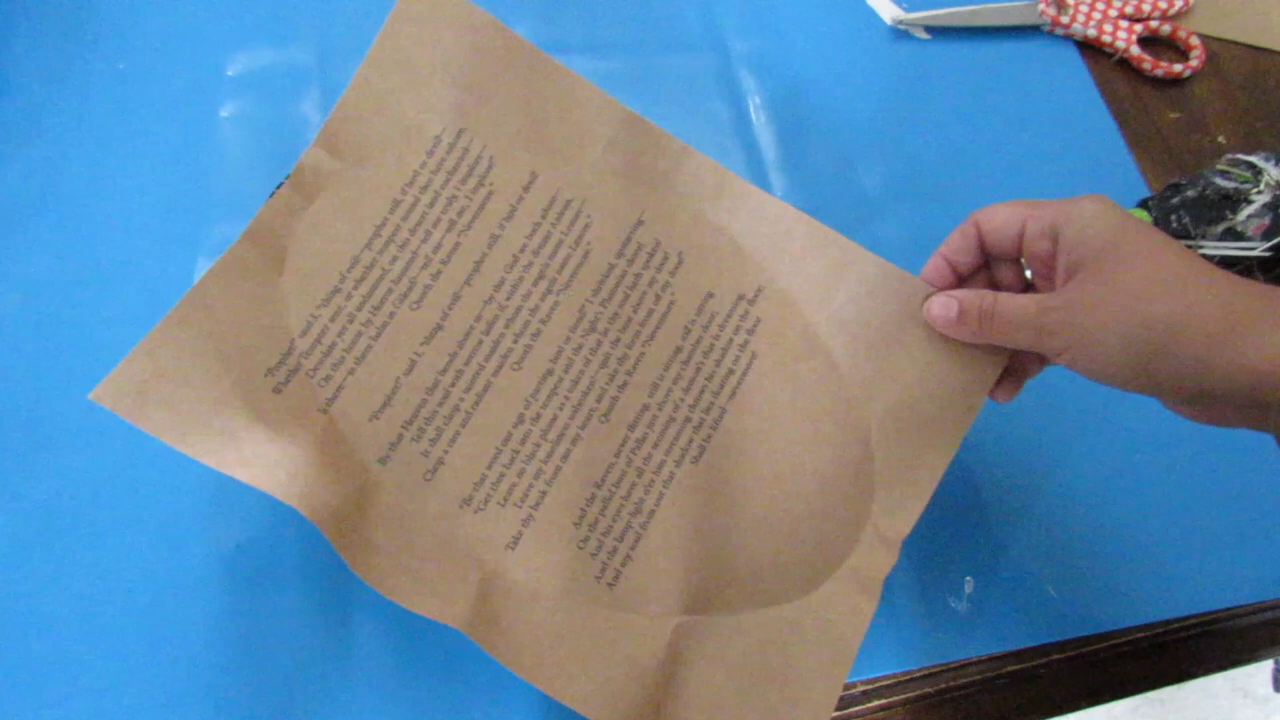 "Prophet!" said I, "thing of evil!—prophet still, if bird or devil!—
Whether Tempter sent, or whether tempest tossed thee here ashore,
Desolate yet all undaunted, on this desert land enchanted—
On this home by Horror haunted—tell me truly, I implore—
Is there—is there balm in Gilead?—tell me—tell me, I implore!"
Quoth the Raven "Nevermore."
"Prophet!" said I, "thing of evil!—prophet still, if bird or devil!
By that Heaven that bends above us—by that God we both adore—
Tell this soul with sorrow laden if, within the distant Aidenn,
It shall clasp a sainted maiden whom the angels name Lenore—
Clasp a rare and radiant maiden whom the angels name Lenore."
Quoth the Raven "Nevermore."
"Be that word our sign of parting, bird or fiend!" I shrieked, upstarting—
"Get thee back into the tempest and the Night's Plutonian shore!
Leave no black plume as a token of that lie thy soul hath spoken!
Leave my loneliness unbroken!—quit the bust above my door!
Take thy beak from out my heart, and take thy form from off my door!"
Quoth the Raven "Nevermore."
And the Raven, never flitting, still is sitting, still is sitting
On the pallid bust of Pallas just above my chamber door;
And his eyes have all the seeming of a demon's that is dreaming,
And the lamp-light o'er him streaming throws his shadow on the floor;
And my soul from out that shadow that lies floating on the floor
Shall be lifted—nevermore!